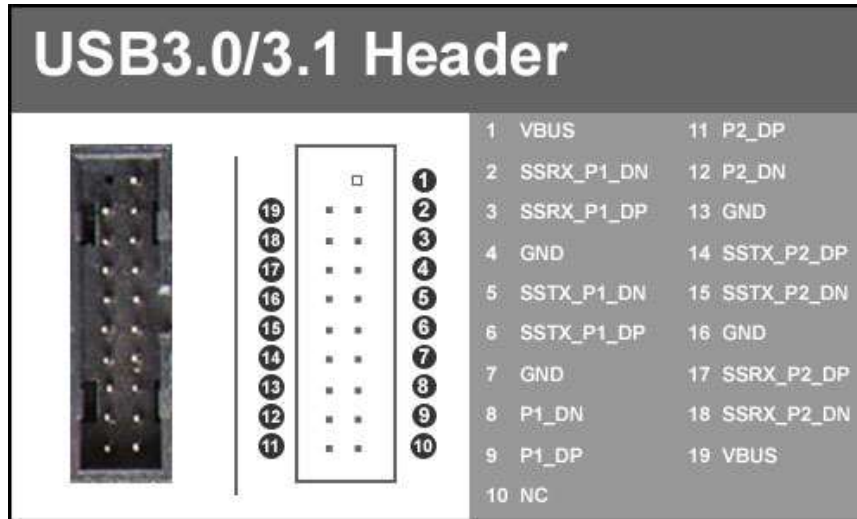 USB3.0/3.1 Header
1 VBUS 11 P2_DP
2 SSRX_P1_DN 12 P2_DN
3 SSRX_P1_DP 13 GND
4 GND 14 SSTX_P2_DP
5 SSTX_P1_DN 15 SSTX_P2_DN
6 SSTX_P1_DP 16 GND
7 GND 17 SSRX_P2_DP
8 P1_DN 18 SSRX_P2_DN
9 P1_DP 19 VBUS
10 NC
1
19 2
18 3
17 4
16 5
15 6
14 7
13 8
12 9
11 10